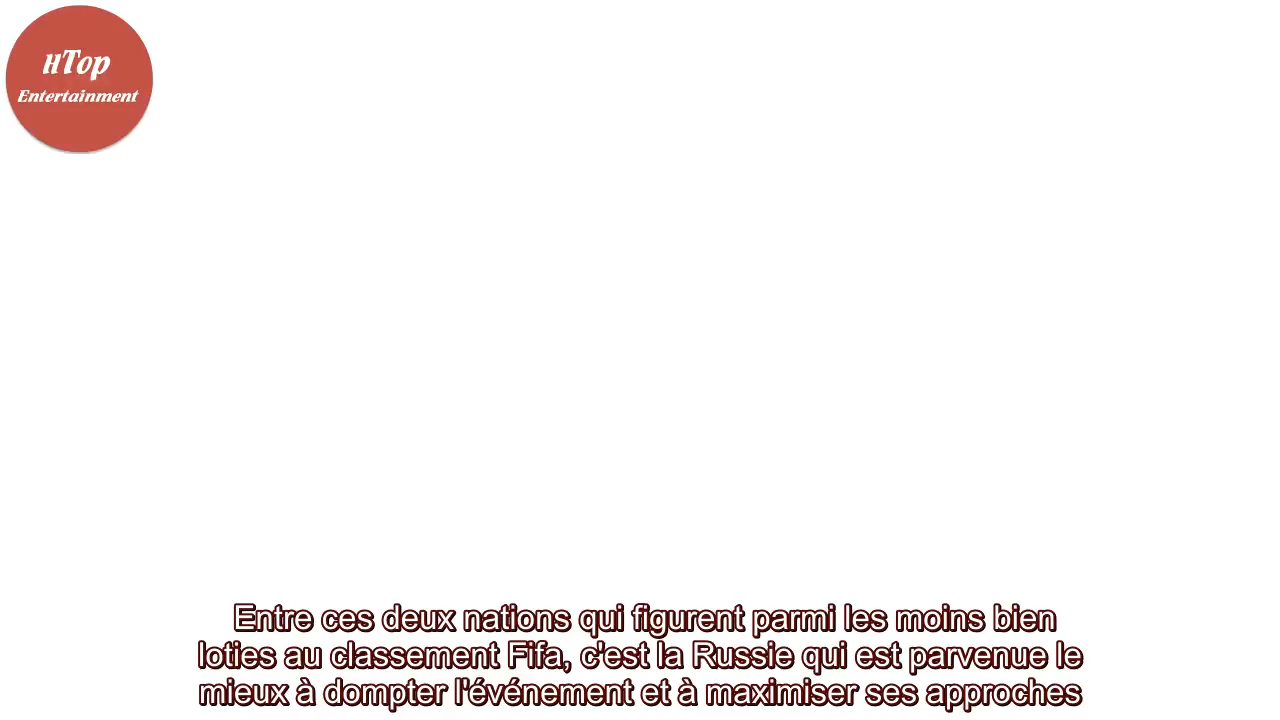 HTop
Entertainment
Entre ces deux nations qui figurent parmi les moins bien
loties au classement Fifa, c'est la Russie qui est parvenue le
mieux à dompter l'événement et à maximiser ses approches